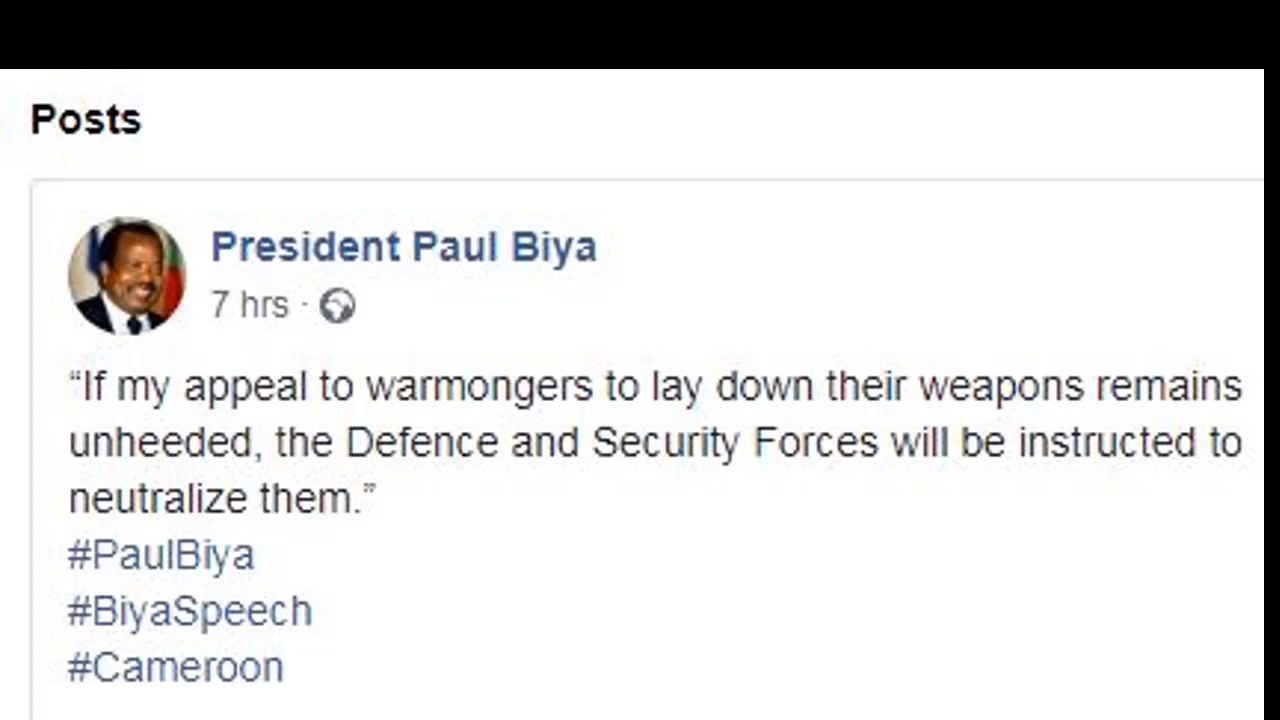 Posts
President Paul Biya
7 hrs ·
“If my appeal to warmongers to lay down their weapons remains
unheeded, the Defence and Security Forces will be instructed to
neutralize them.”
#PaulBiya
#BiyaSpeech
#Cameroon